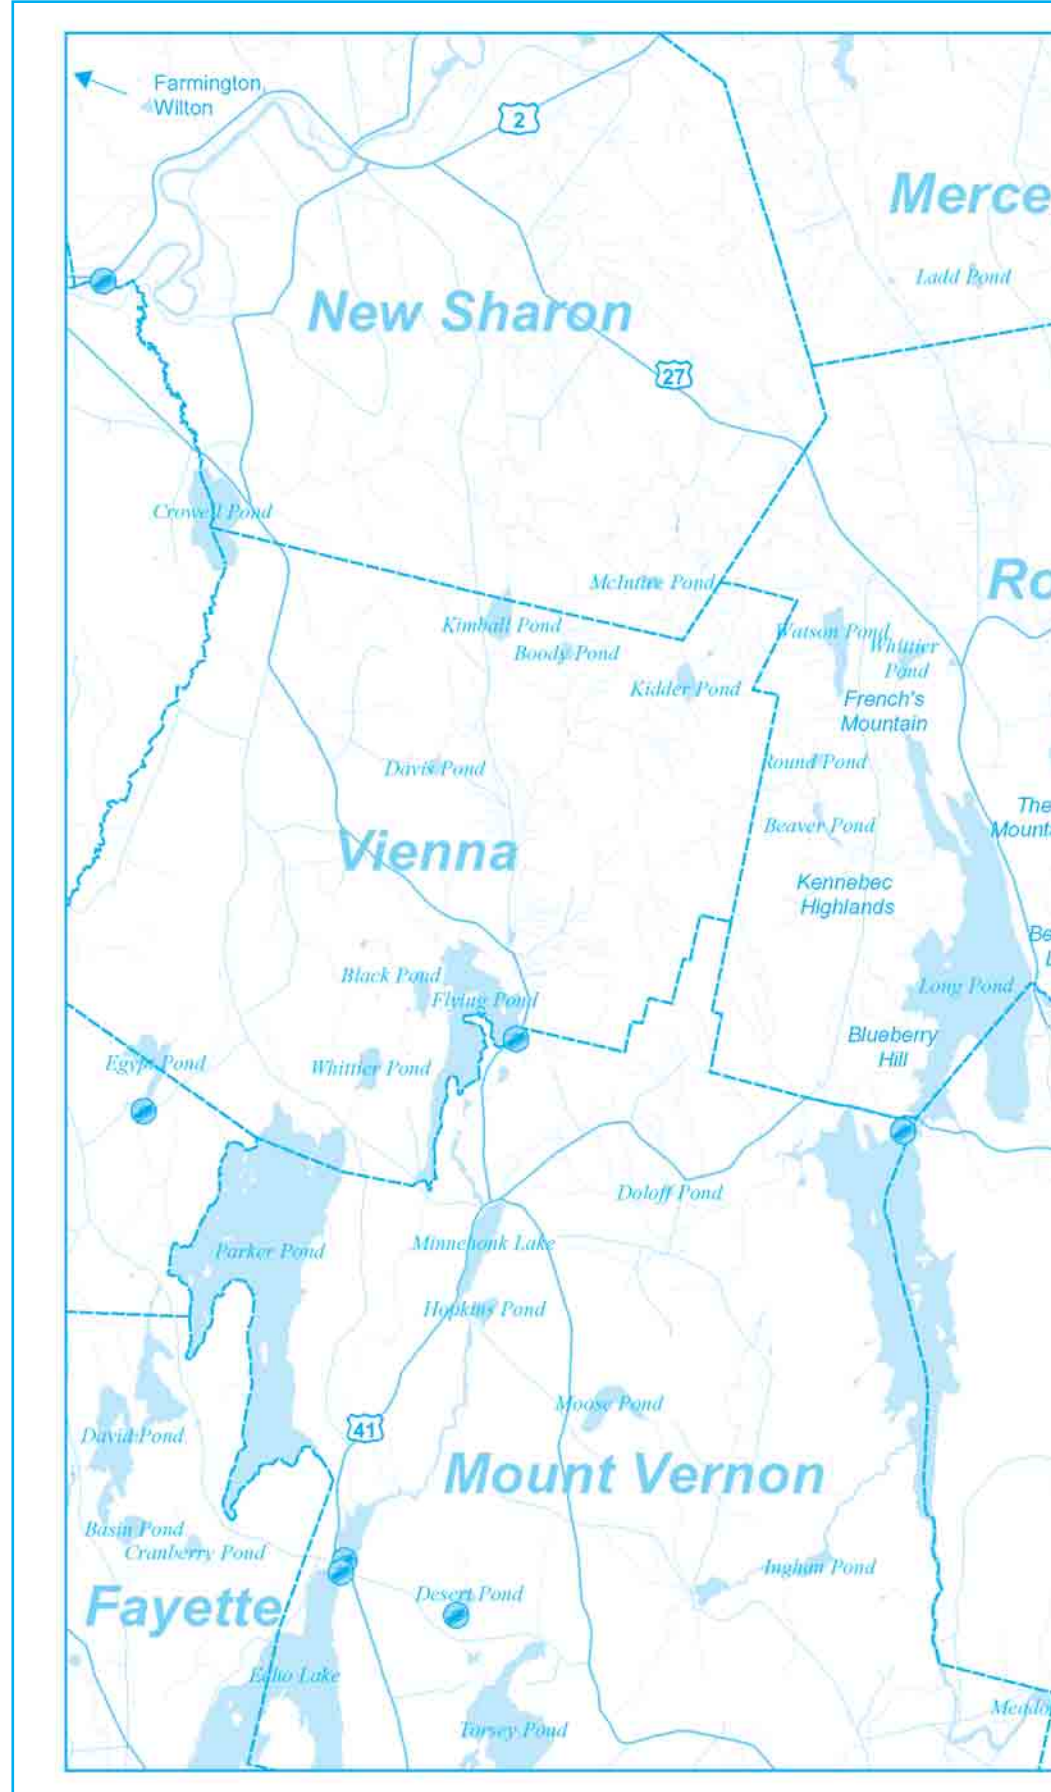 Farmington,
Wilton
2
Merce
Ladd Pond
New Sharon
27
Crowell Pond
Ro
McIntire Pond
Kimball Pond
Watson Pond
Whittier
Pond
Boody Pond
Kidder Pond
French's
Mountain
Davis Pond
Round Pond
The
Mounta
Beaver Pond
Vienna
Kennebec
Highlands
Be
L
Black Pond
Flying Pond
Long Pond
Blueberry
Hill
Egypt Pond
Whittier Pond
Doloff Pond
Parker Pond
Minnehonk Lake
Hopkins Pond
Moose Pond
41
David Pond
Mount Vernon
Basin Pond
Cranberry Pond
Ingham Pond
Desert Pond
Fayette
Echo Lake
Meado
Torsey Pond